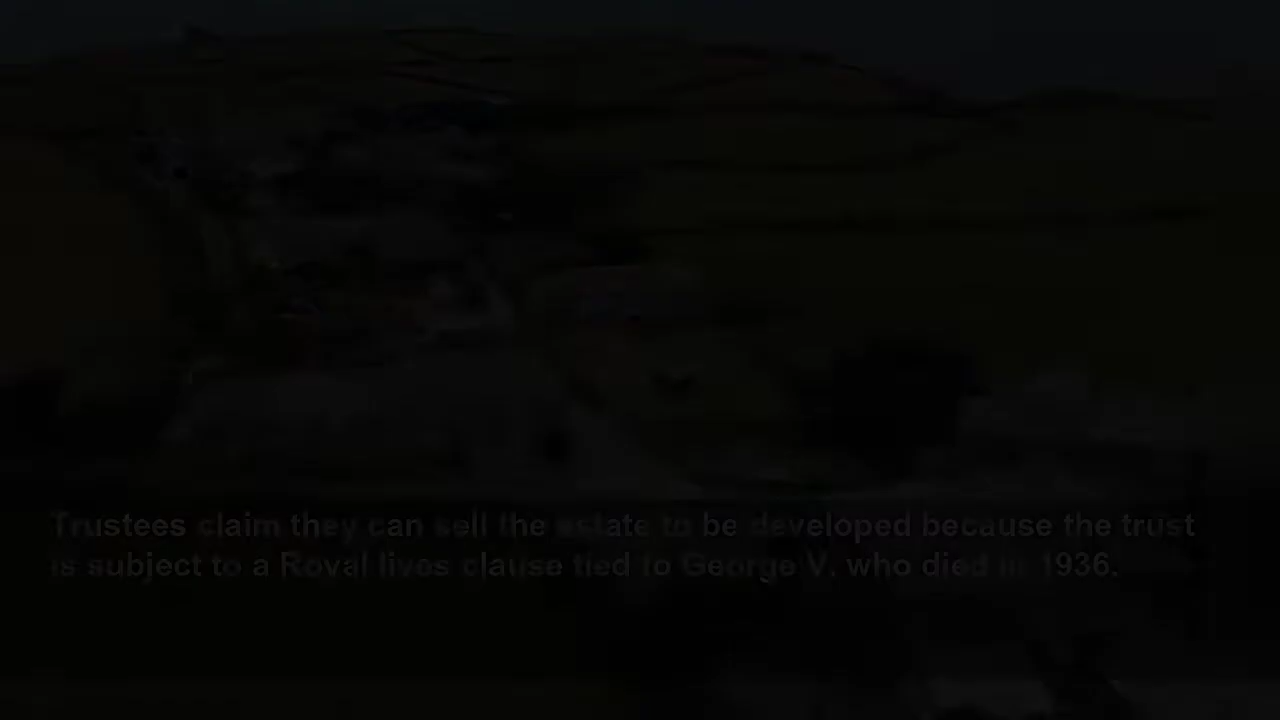 Trustees claim they can sell the estate to be developed because the trust
is subject to a Royal lives clause tied to George V, who died in 1936.